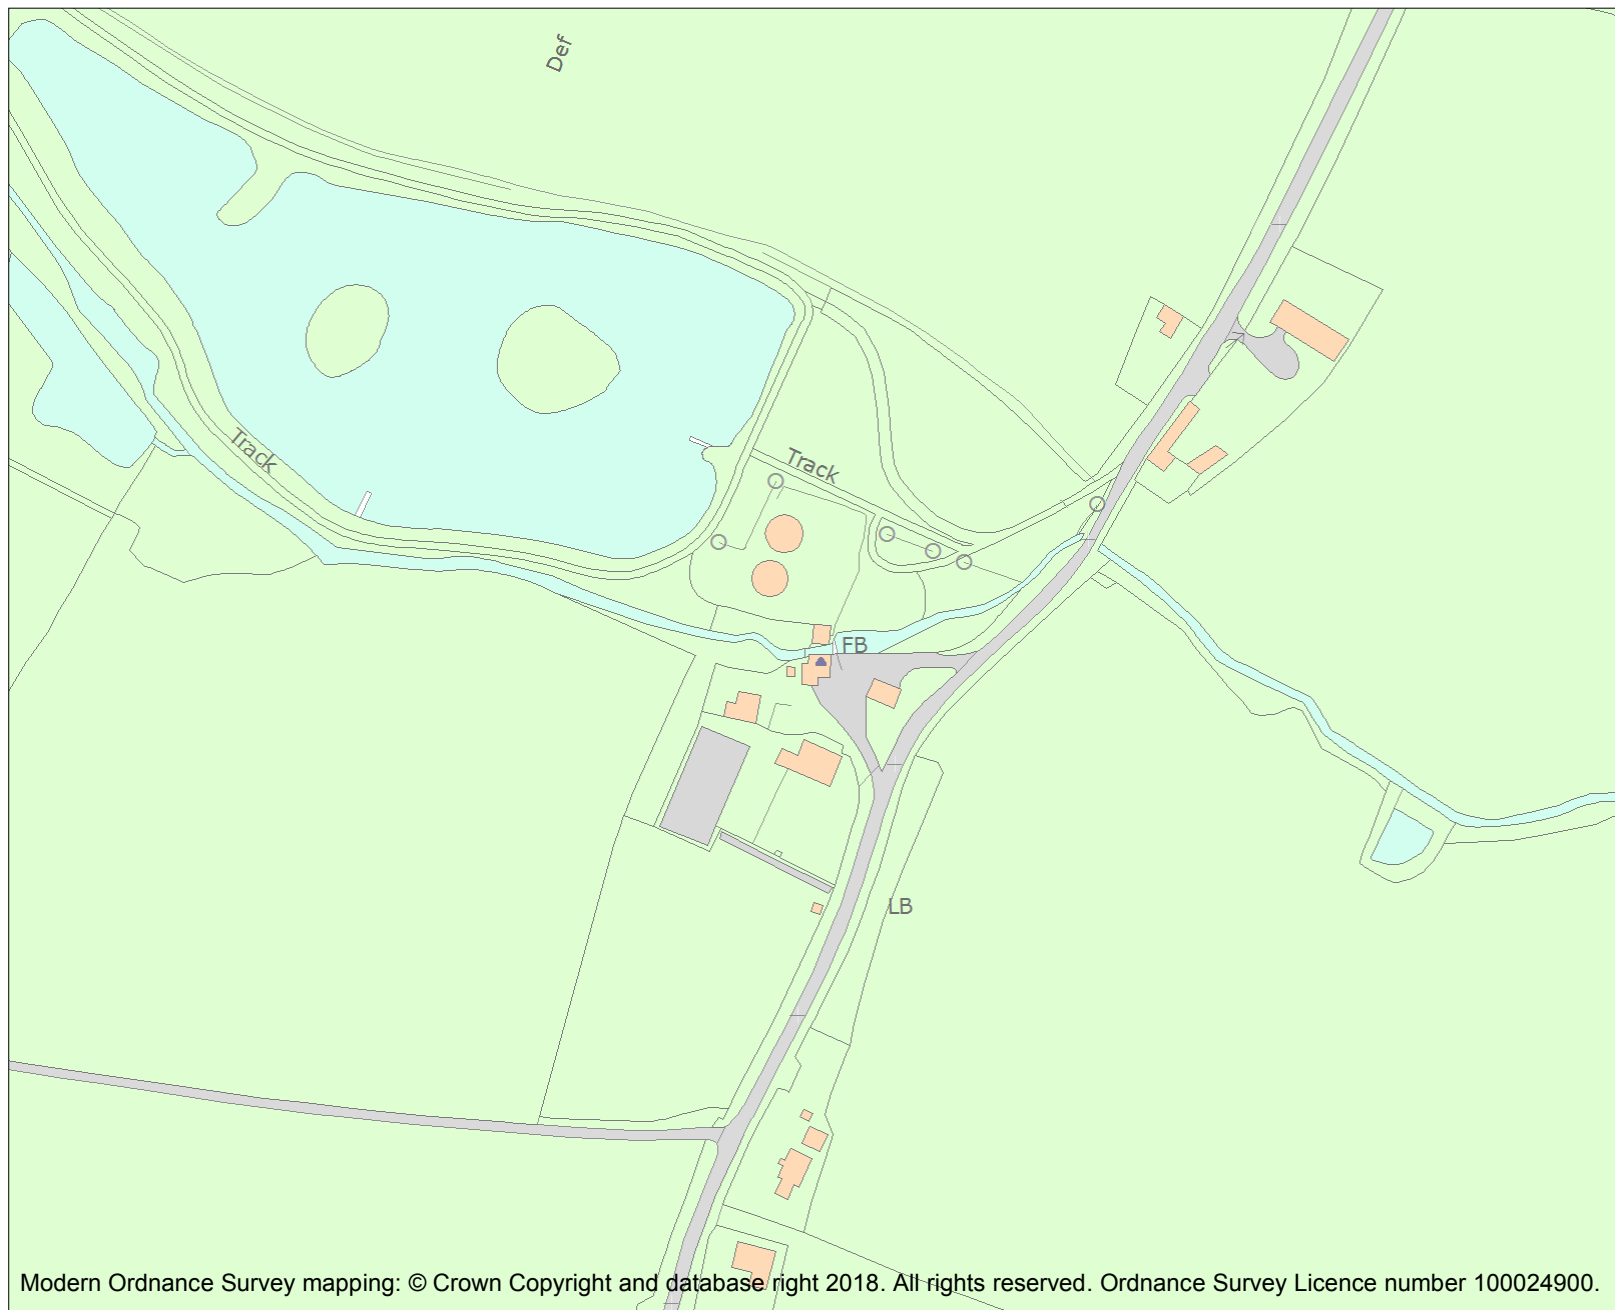 Def
Track
Track
FB
LB
Modern Ordnance Survey mapping: © Crown Copyright and database right 2018. All rights reserved. Ordnance Survey Licence number 100024900.